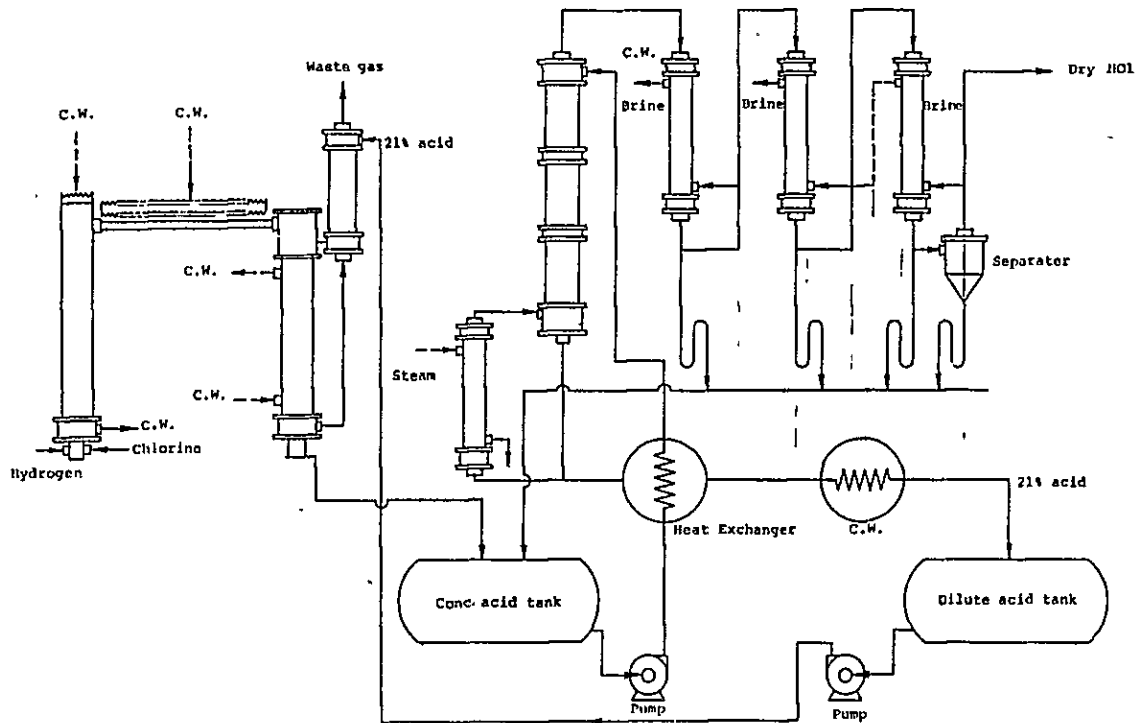 Waste gas
C.W.
C.W.
21% acid
C.W.
Brine
Brine
Brine
Dry HCl
C.W.
Steam
C.W.
Separater
C.W.
Chlorine
Hydrogen
Heat Exchanger
C.W.
21% acid
Conc. acid tank
Dilute acid tank
Pump
Pump